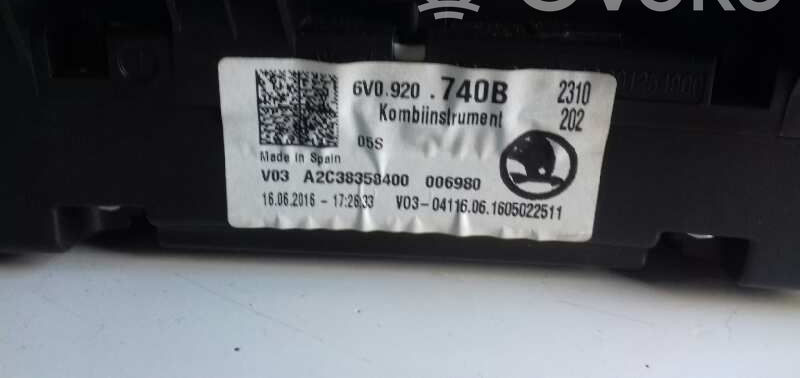 6V0.920 .740B 2310
Kombiinstrument 202
05S
Made in Spain
V03 A2C38358400 006980
16.06.2016 - 17:26:33 V03-04116.06.1605022511